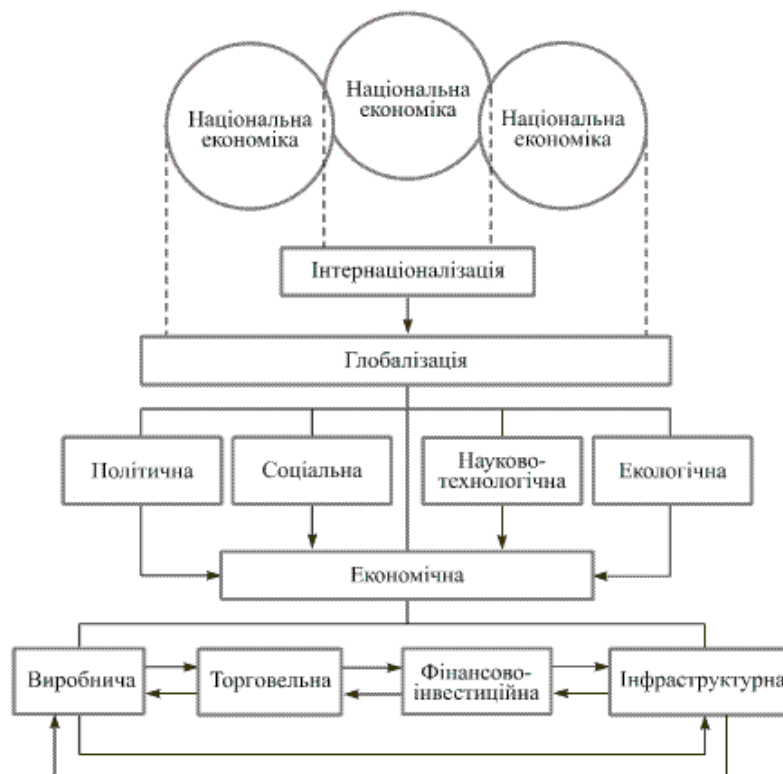 Національна
економіка
Національна
економіка
Національна
економіка
Інтернаціоналізація
Глобалізація
Політична
Соціальна
Науково-
технологічна
Екологічна
Економічна
Виробнича
Торговельна
Фінансово-
інвестиційна
Інфраструктурна